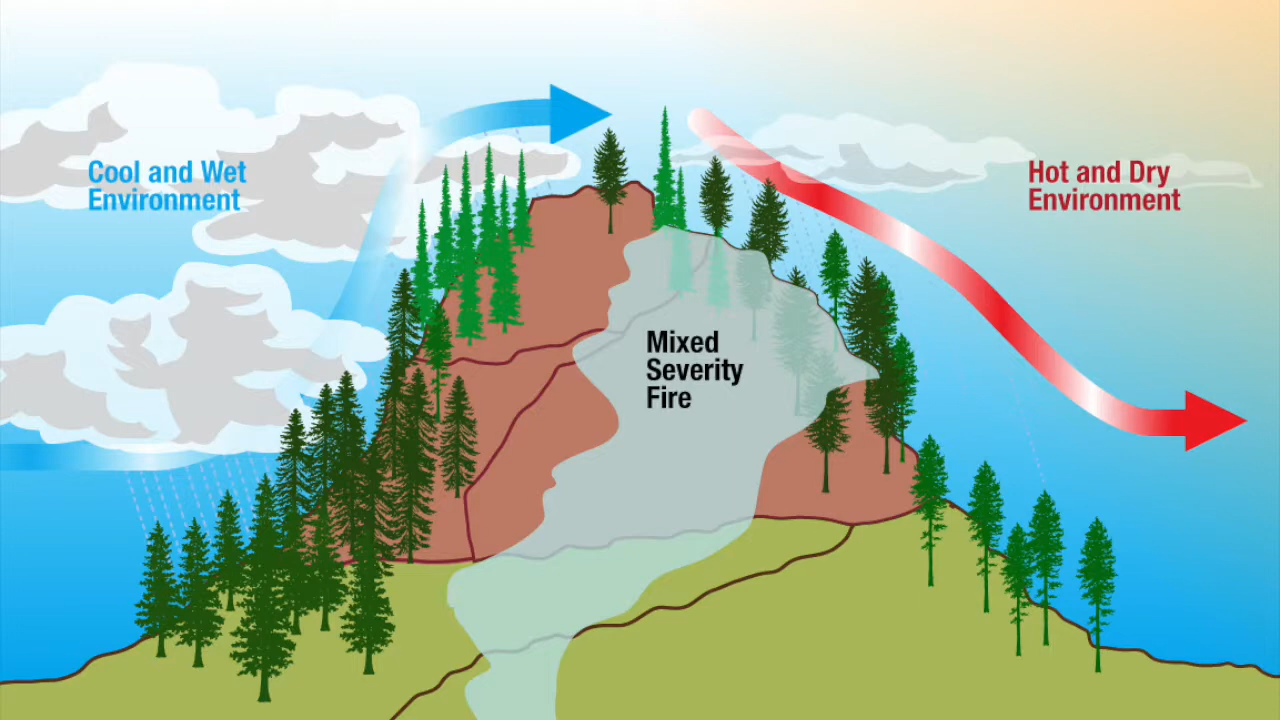 Cool and Wet
Environment
Hot and Dry
Environment
Mixed
Severity
Fire